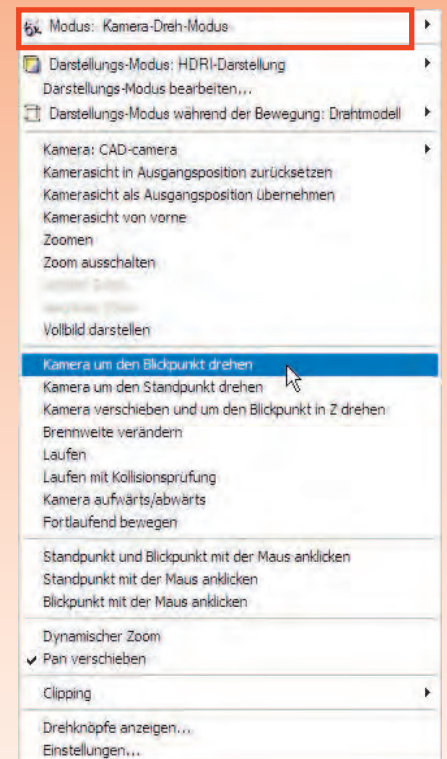 Modus: Kamera-Dreh-Modus
Darstellungs-Modus: HDRI-Darstellung
Darstellungs-Modus bearbeiten...
Darstellungs-Modus während der Bewegung: Drahtmodell
Kamera: CAD-camera
Kamerasicht in Ausgangsposition zurücksetzen
Kamerasicht als Ausgangsposition übernehmen
Kamerasicht von vorne
Zoomen
Zoom ausschalten
Vollbild darstellen
Kamera um den Blickpunkt drehen
Kamera um den Standpunkt drehen
Kamera verschieben und um den Blickpunkt in Z drehen
Brennweite verändern
Laufen
Laufen mit Kollisionsprüfung
Kamera aufwärts/abwärts
Fortlaufend bewegen
Standpunkt und Blickpunkt mit der Maus anklicken
Standpunkt mit der Maus anklicken
Blickpunkt mit der Maus anklicken
Dynamischer Zoom
Pan verschieben
Clipping
Drehknöpfe anzeigen...
Einstellungen...